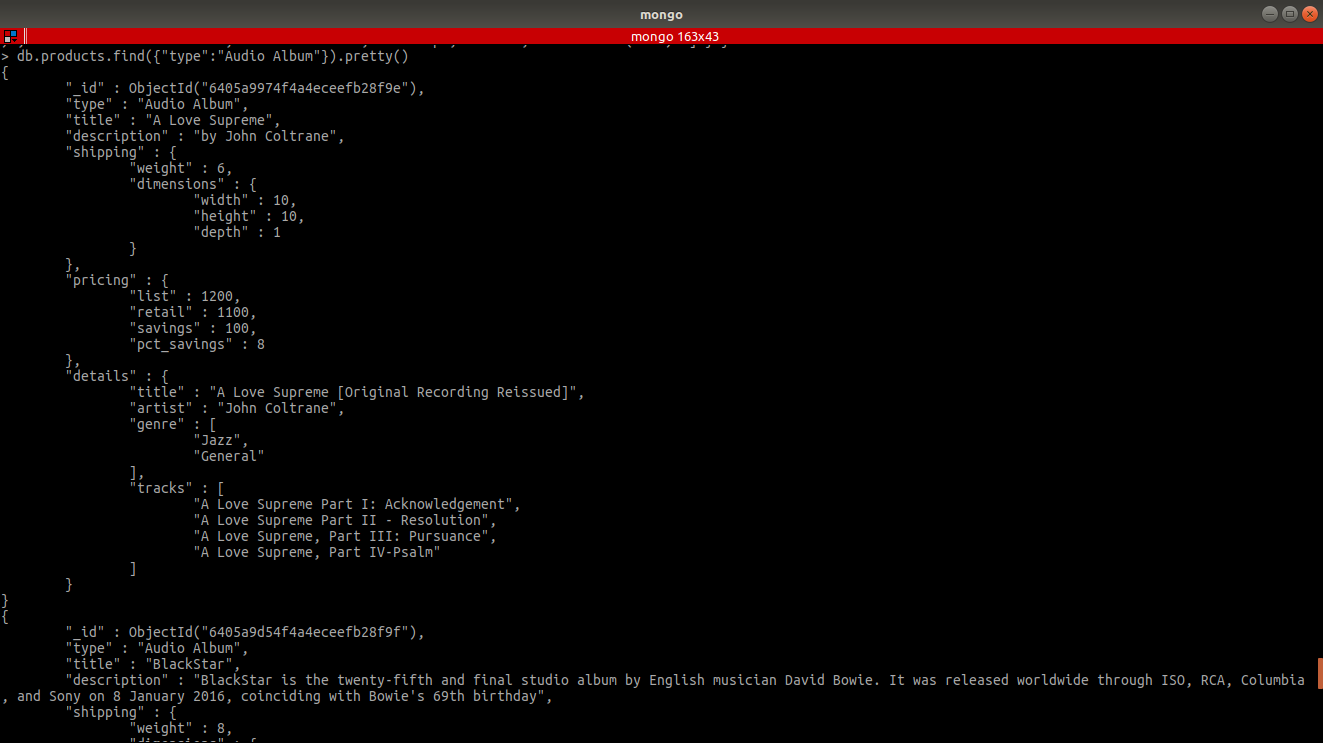 mongo
mongo 163x43
> db.products.find({"type":"Audio Album"}).pretty()
{
"_id" : ObjectId("6405a9974f4a4eceefb28f9e"),
"type" : "Audio Album",
"title" : "A Love Supreme",
"description" : "by John Coltrane",
"shipping" : {
"weight" : 6,
"dimensions" : {
"width" : 10,
"height" : 10,
"depth" : 1
}
},
"pricing" : {
"list" : 1200,
"retail" : 1100,
"savings" : 100,
"pct_savings" : 8
},
"details" : {
"title" : "A Love Supreme [Original Recording Reissued]",
"artist" : "John Coltrane",
"genre" : [
"Jazz",
"General"
],
"tracks" : [
"A Love Supreme Part I: Acknowledgement",
"A Love Supreme Part II - Resolution",
"A Love Supreme, Part III: Pursuance",
"A Love Supreme, Part IV-Psalm"
]
}
}
{
"_id" : ObjectId("6405a9d54f4a4eceefb28f9f"),
"type" : "Audio Album",
"title" : "BlackStar",
"description" : "BlackStar is the twenty-fifth and final studio album by English musician David Bowie. It was released worldwide through ISO, RCA, Columbia
, and Sony on 8 January 2016, coinciding with Bowie's 69th birthday",
"shipping" : {
"weight" : 8,
"dimensions" : {